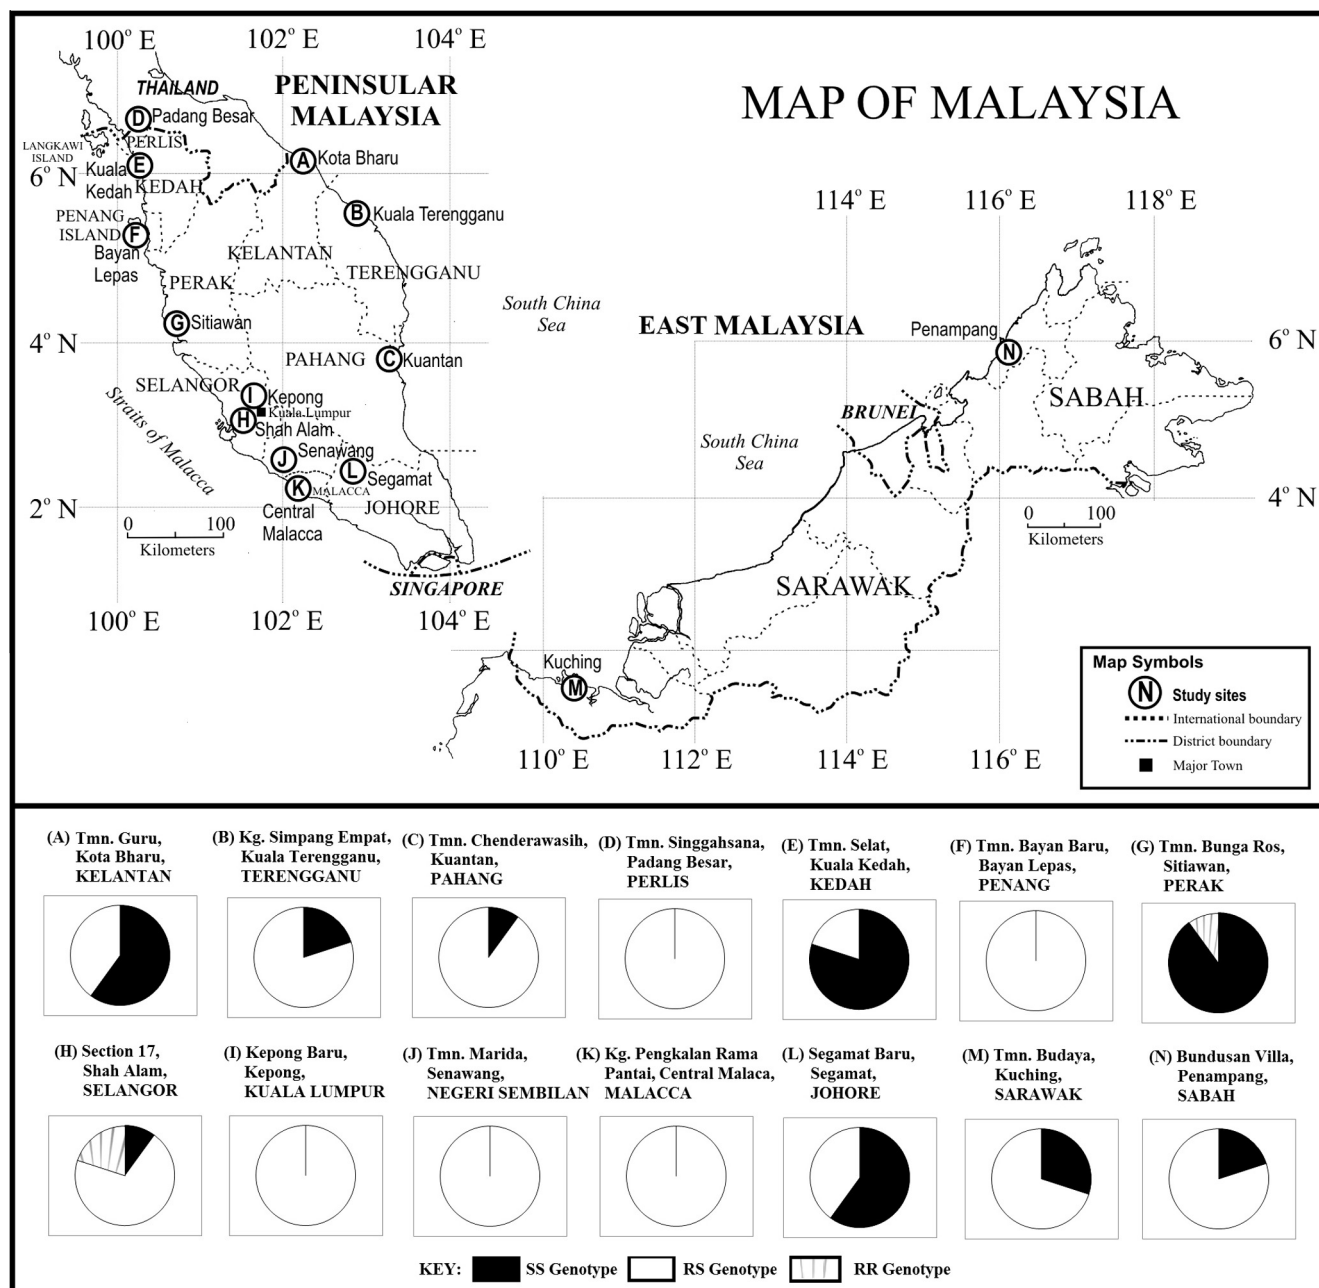 100° E 102° E 104° E
THAILAND
PENINSULAR
MALAYSIA
MAP OF MALAYSIA
D Padang Besar
LANGKAWI
ISLAND
PERLIS
A Kota Bharu
E
Kuala
Kedah
6° N
KEDAH
B Kuala Terengganu
114° E 116° E 118° E
PENANG
ISLAND
F
Bayan
Lepas
KELANTAN
TERENGGANU
PERAK
South China
Sea
G Sitiawan
EAST MALAYSIA
Penampang
N
6° N
4° N
PAHANG
C Kuantan
SELANGOR
I Kepong
Kuala Lumpur
H Shah Alam
SABAH
BRUNEI
Straits of Malacca
South China
Sea
J Senawang
L Segamat
K MALACCA
Central
Malacca
JOHORE
2° N
4° N
0 100
Kilometers
0 100
Kilometers
SINGAPORE
SARAWAK
100° E 102° E 104° E
Kuching
M
110° E 112° E 114° E 116° E
Map Symbols
N Study sites
International boundary
District boundary
Major Town
(A) Tmn. Guru,
Kota Bharu,
KELANTAN
(B) Kg. Simpang Empat,
Kuala Terengganu,
TERENGGANU
(C) Tmn. Chenderawasih,
Kuantan,
PAHANG
(D) Tmn. Singgahsana,
Padang Besar,
PERLIS
(E) Tmn. Selat,
Kuala Kedah,
KEDAH
(F) Tmn. Bayan Baru,
Bayan Lepas,
PENANG
(G) Tmn. Bunga Ros,
Sitiawan,
PERAK
(H) Section 17,
Shah Alam,
SELANGOR
(I) Kepong Baru,
Kepong,
KUALA LUMPUR
(J) Tmn. Marida,
Senawang,
NEGERI SEMBILAN
(K) Kg. Pengkalan Rama
Pantai, Central Malaca,
MALACCA
(L) Segamat Baru,
Segamat,
JOHORE
(M) Tmn. Budaya,
Kuching,
SARAWAK
(N) Bundusan Villa,
Penampang,
SABAH
KEY: SS Genotype RS Genotype RR Genotype